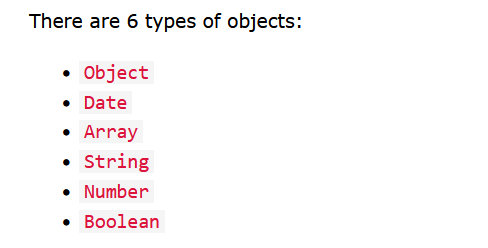 There are 6 types of objects:
Object
Date
Array
String
Number
Boolean